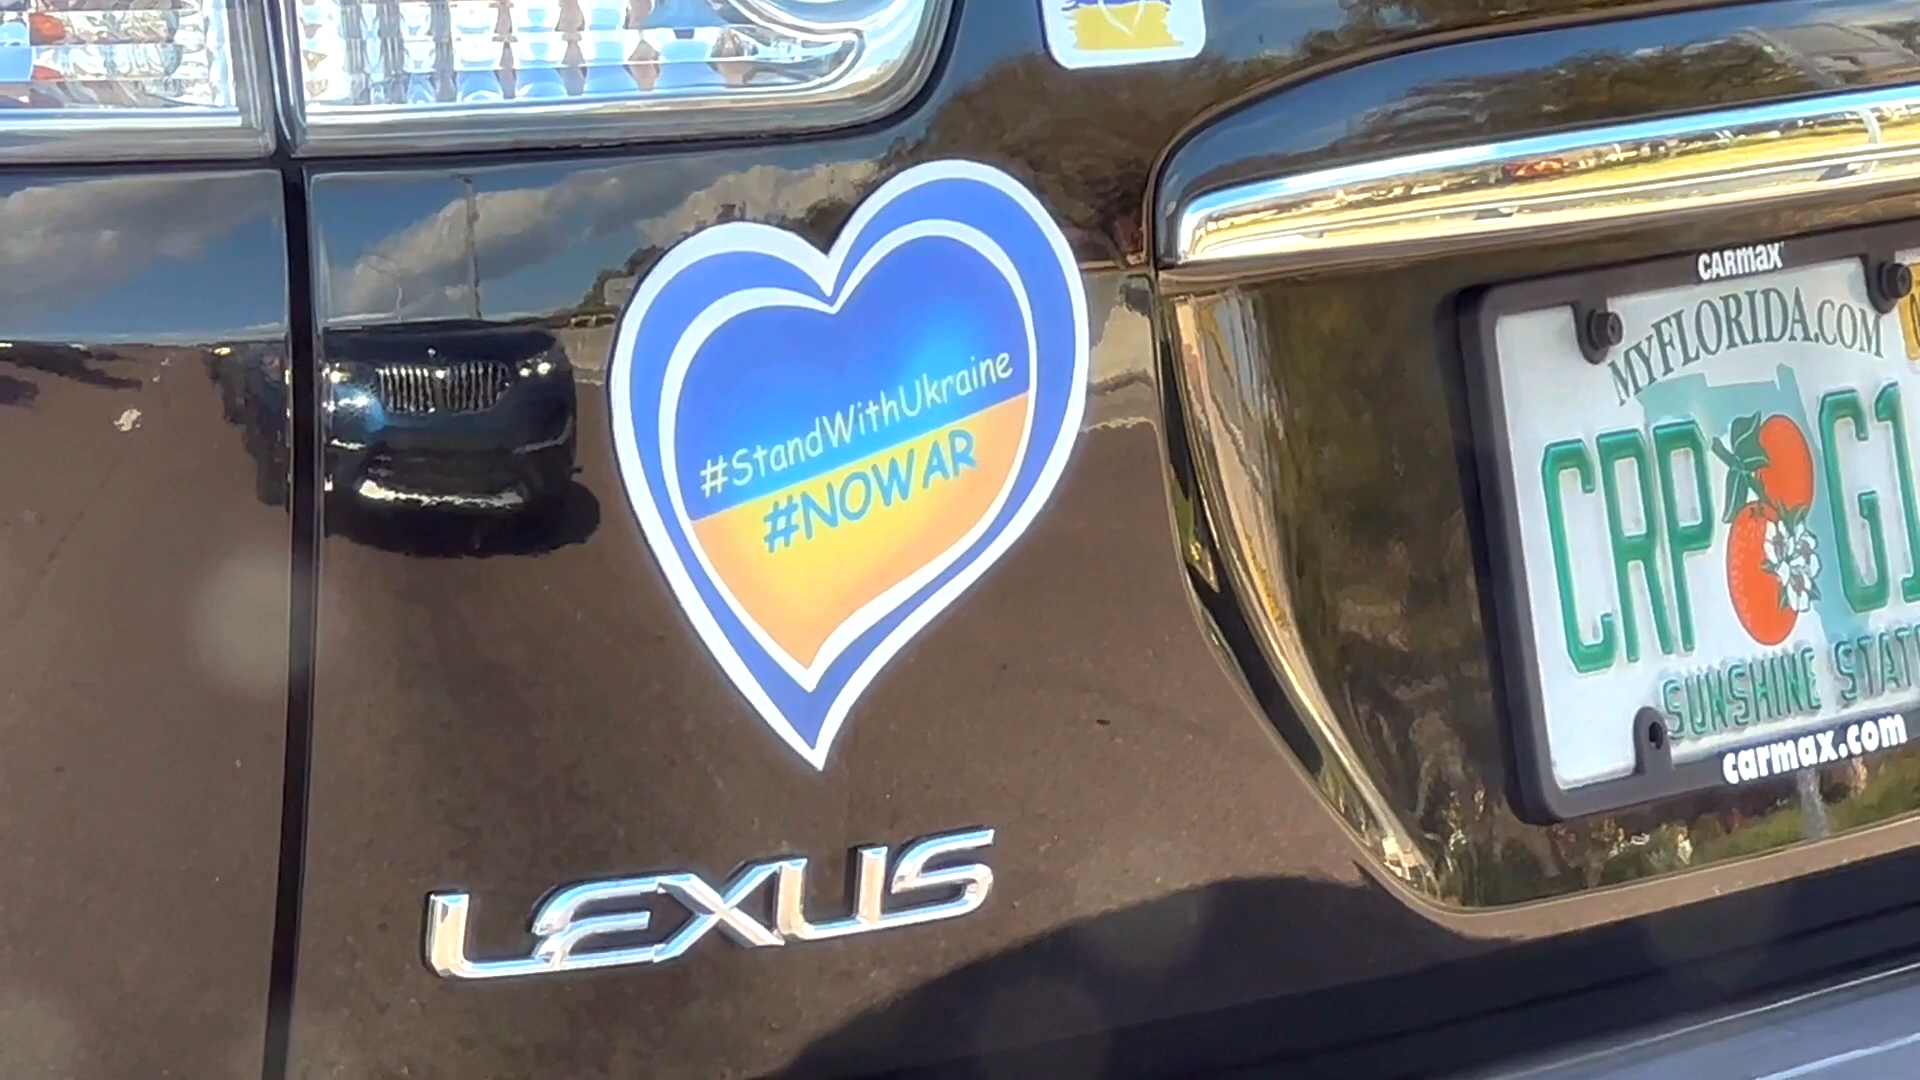 #StandWithUkraine
#NOWAR
LEXUS
CARMAX
MYFLORIDA.COM
CRP G1
SUNSHINE STAT
carmax.com